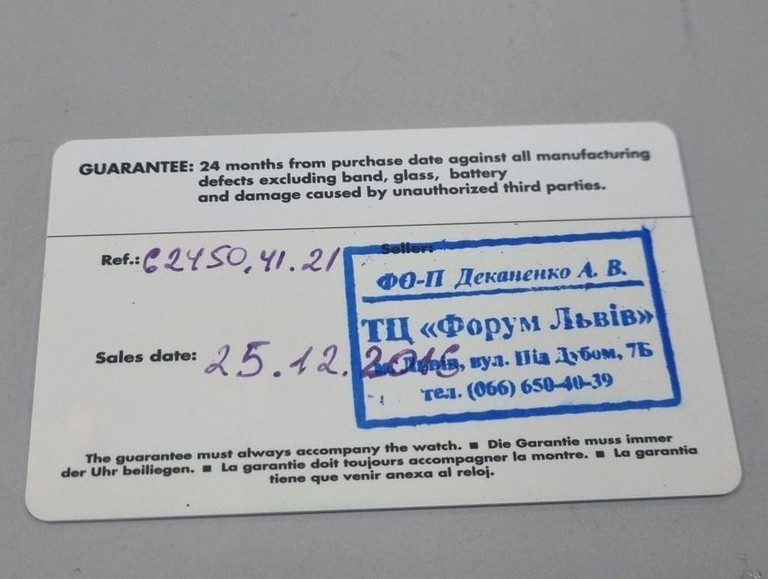 GUARANTEE: 24 months from purchase date against all manufacturing
defects excluding band, glass, battery
and damage caused by unauthorized third parties.
Ref.: 62450.41.21
Seller:
ФО-П Деканенко А. В.
ТЦ «Форум Львів»
Sales date: 25.12.2016
м. Львів, вул. Під Дубом, 7Б
тел. (066) 650-40-39
The guarantee must always accompany the watch. ■ Die Garantie muss immer
der Uhr beiliegen. ■ La garantie doit toujours accompagner la montre. ■ La garantia
tiene que venir anexa al reloj.